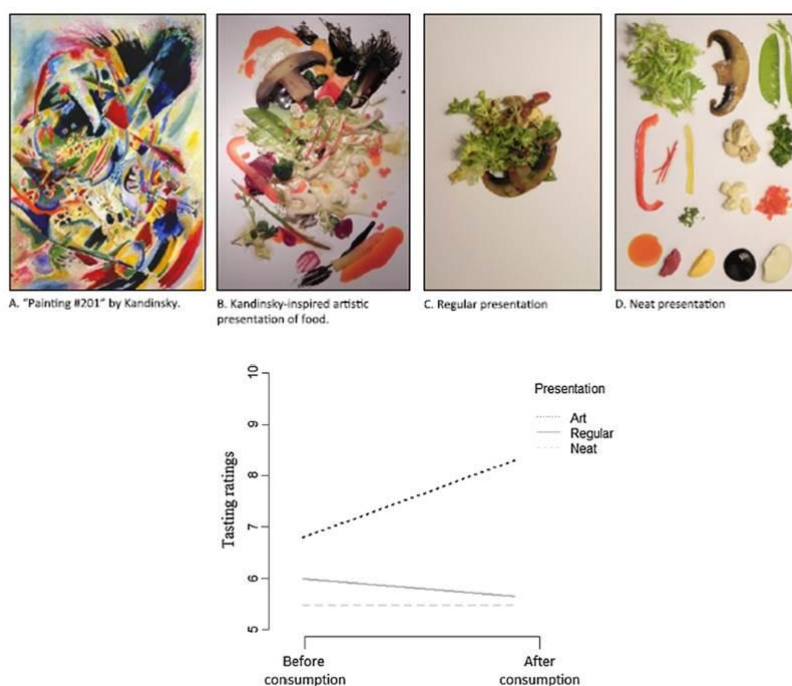 A. "Painting #201" by Kandinsky.
B. Kandinsky-inspired artistic
presentation of food.
C. Regular presentation
D. Neat presentation
10
9
8
7
6
5
Tasting ratings
Presentation
Art
Regular
Neat
Before
consumption
After
consumption